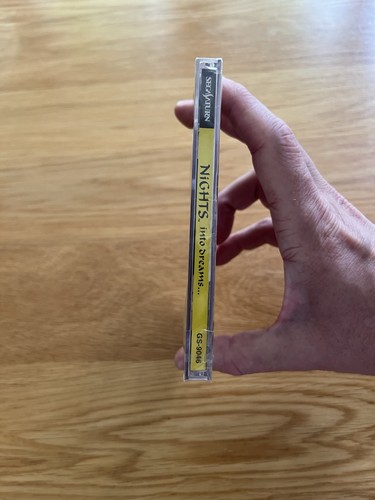 SEGA SATURN
NiGHTS
into dreams...
GS-9046